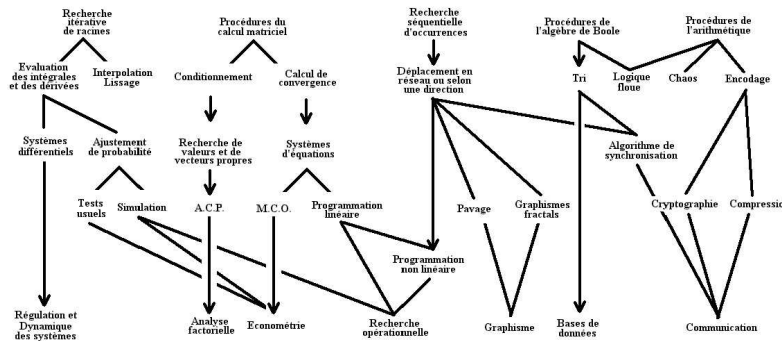 Recherche
itérative de
racines
Procédures du
calcul matriciel
Recherche
séquentielle
d'occurrences
Procédures de
l'algèbre de Boole
Procédures de
l'arithmétique
Evaluation
des intégrales
et des dérivées
Interpolation
Lissage
Conditionnement
Calcul de
convergence
Déplacement en
réseau ou selon
une direction
Tri
Logique
floue
Chaos
Encodage
Systèmes
différentiels
Ajustement
de probabilité
Recherche de
valeurs et de
vecteurs propres
Systèmes
d'équations
Algorithme de
synchronisation
Tests
usuels
Simulation
A.C.P.
M.C.O.
Programmation
linéaire
Pavage
Graphismes
fractals
Cryptographie
Compressio
Programmation
non linéaire
Régulation et
Dynamique
des systèmes
Analyse
factorielle
Econométrie
Recherche
opérationnelle
Graphisme
Bases de
données
Communication